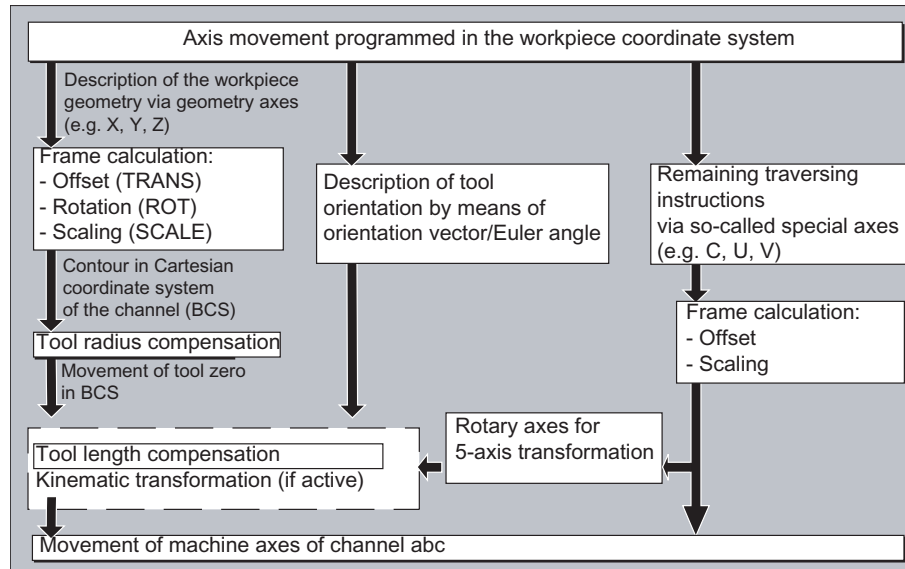 Axis movement programmed in the workpiece coordinate system
Description of the workpiece
geometry via geometry axes
(e.g. X, Y, Z)
Frame calculation:
- Offset (TRANS)
- Rotation (ROT)
- Scaling (SCALE)
Contour in Cartesian
coordinate system
of the channel (BCS)
Tool radius compensation
Movement of tool zero
in BCS
Description of tool
orientation by means of
orientation vector/Euler angle
Remaining traversing
instructions
via so-called special axes
(e.g. C, U, V)
Frame calculation:
- Offset
- Scaling
Rotary axes for
5-axis transformation
Tool length compensation
Kinematic transformation (if active)
Movement of machine axes of channel abc